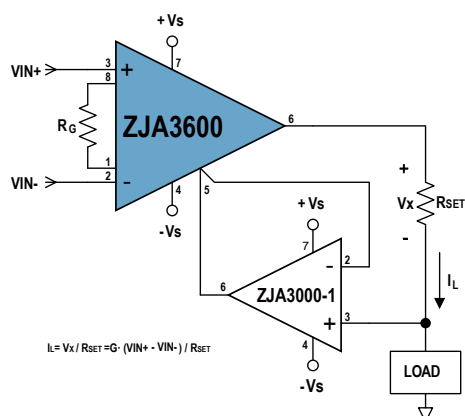 +Vs
7
VIN+
3
+
8
RG
ZJA3600
6
1
VIN-
2
-
4
5
-Vs
+
Vx
RSET
-
+Vs
7
-
2
6
ZJA3000-1
+
3
4
-Vs
IL
LOAD
IL= VX / RSET =G· (VIN+ - VIN-) / RSET